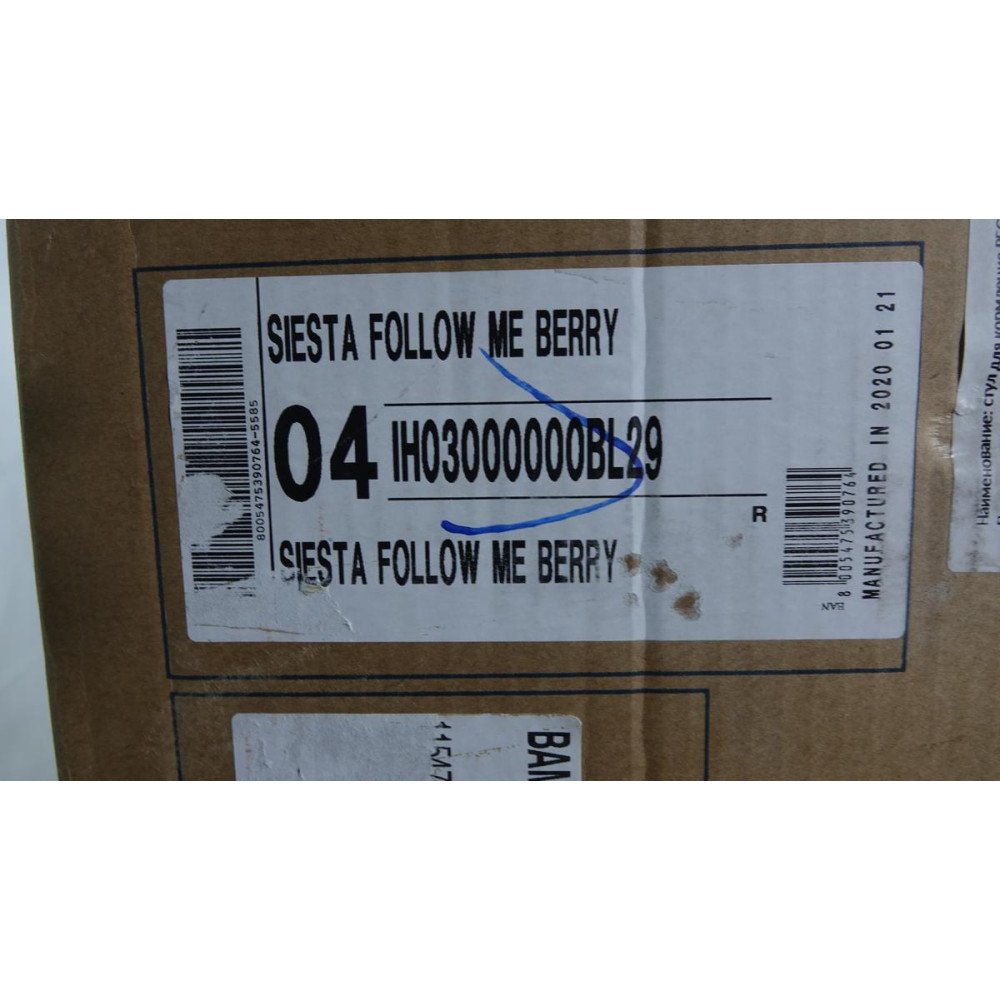 SIESTA FOLLOW ME BERRY
04
IH03000000BL29
R
SIESTA FOLLOW ME BERRY
8005475390764-5585
8 005475 390764
EAN
MANUFACTURED IN 2020 01 21
Наименование: стул для кормления
BAN